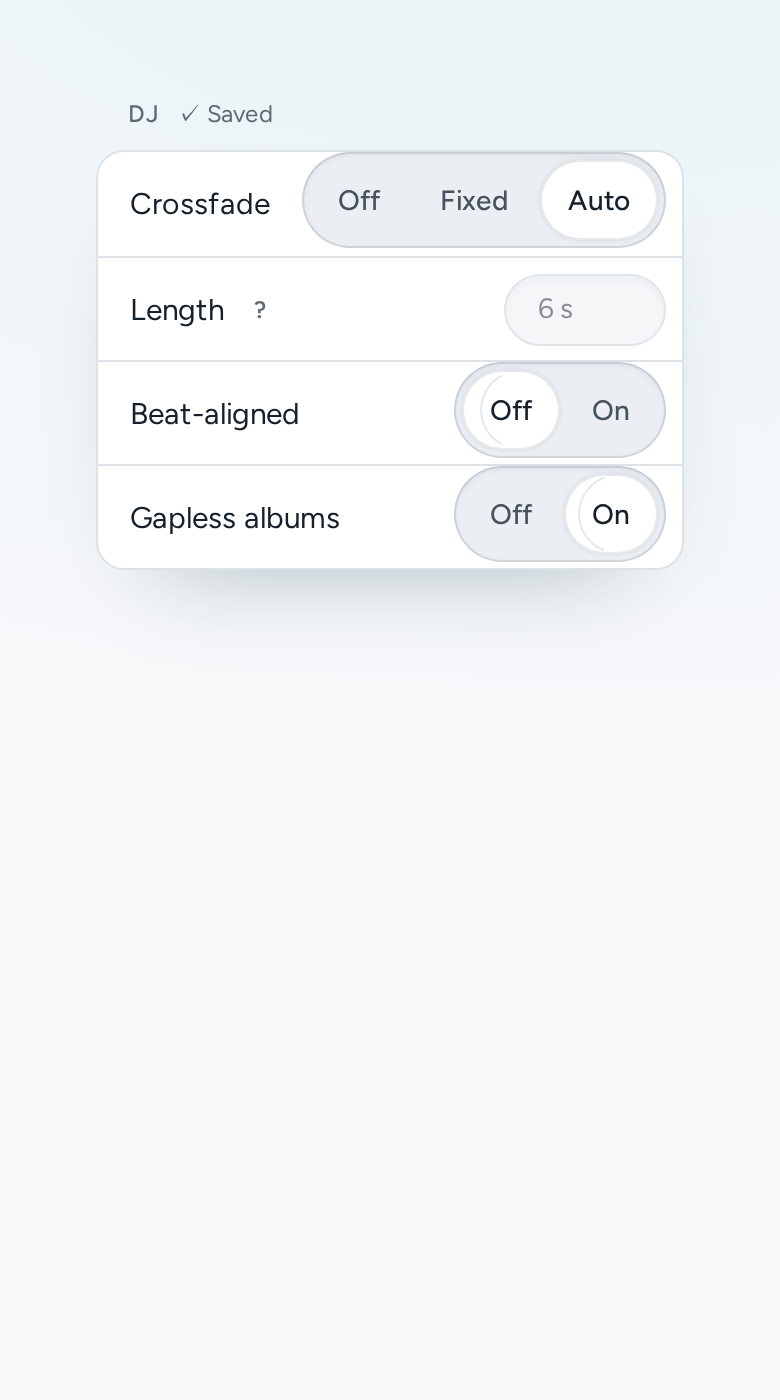 DJ ✓ Saved
Crossfade Off Fixed Auto
Length ? 6 s
Beat-aligned Off On
Gapless albums Off On